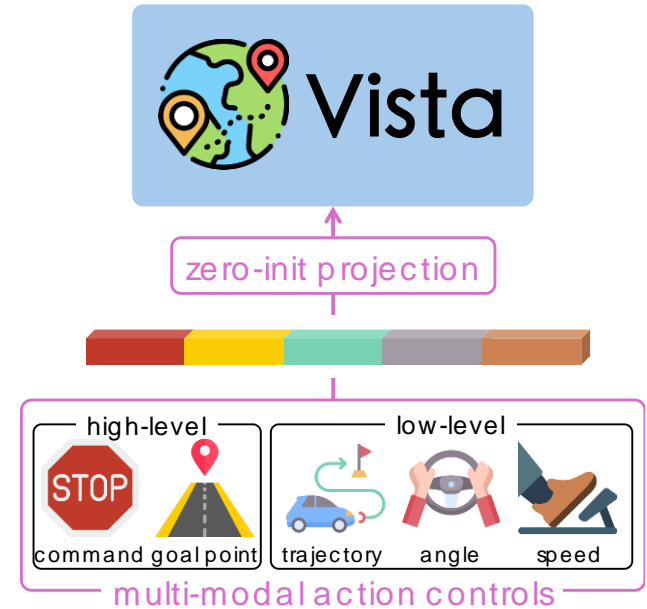 Vista
zero-init projection
high-level
low-level
STOP
command goal point
trajectory
angle
speed
multi-modal action controls